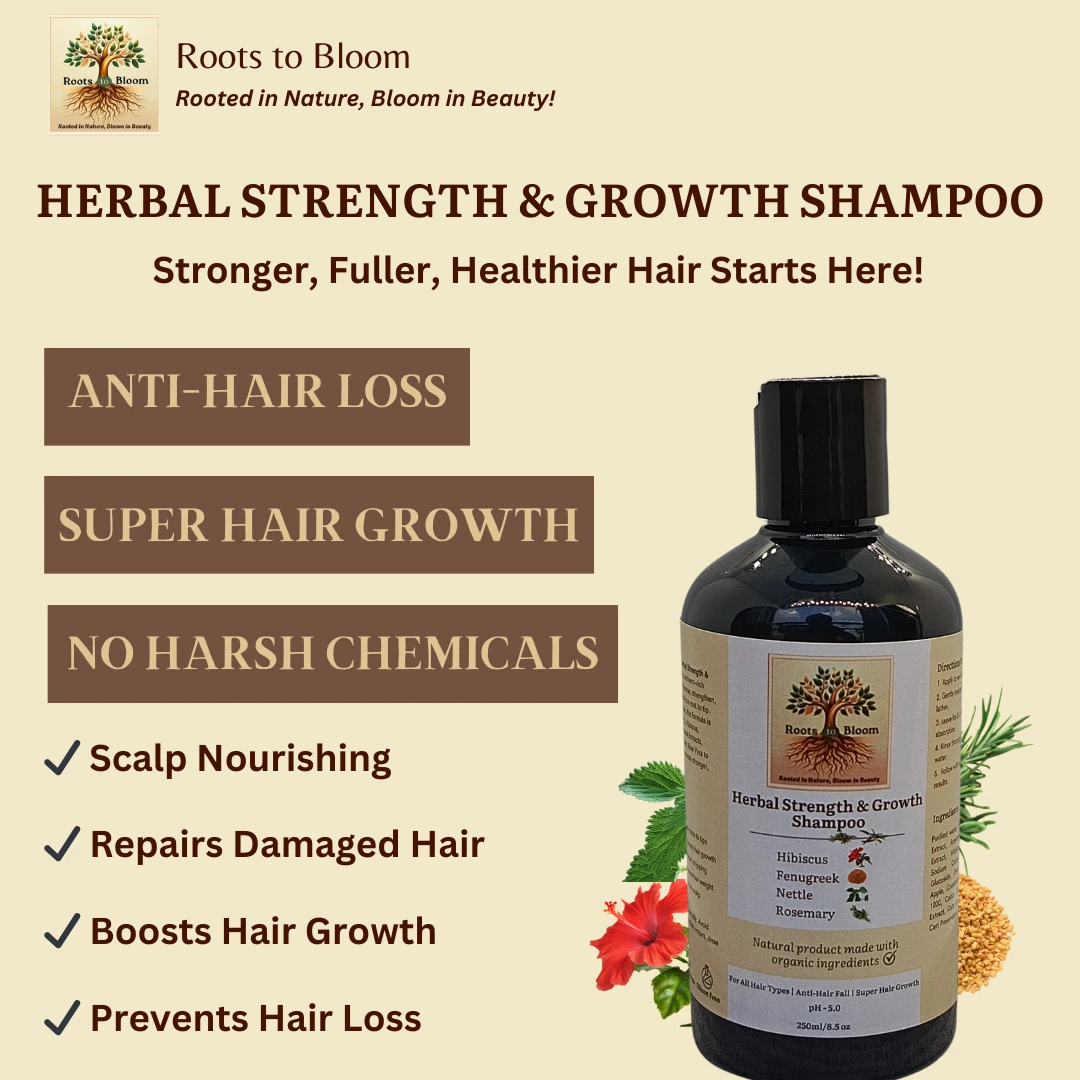 Roots to Bloom
Rooted in Nature, Bloom in Beauty
Roots to Bloom
Rooted in Nature, Bloom in Beauty!
HERBAL STRENGTH & GROWTH SHAMPOO
Stronger, Fuller, Healthier Hair Starts Here!
ANTI-HAIR LOSS
SUPER HAIR GROWTH
NO HARSH CHEMICALS
Scalp Nourishing
Repairs Damaged Hair
Boosts Hair Growth
Prevents Hair Loss
Roots to Bloom
Rooted in Nature, Bloom in Beauty
Herbal Strength & Growth
Shampoo
Hibiscus
Fenugreek
Nettle
Rosemary
Natural product made with
organic ingredients
For All Hair Types | Anti-Hair Fall | Super Hair Growth
pH - 5.0
250ml/8.5 oz